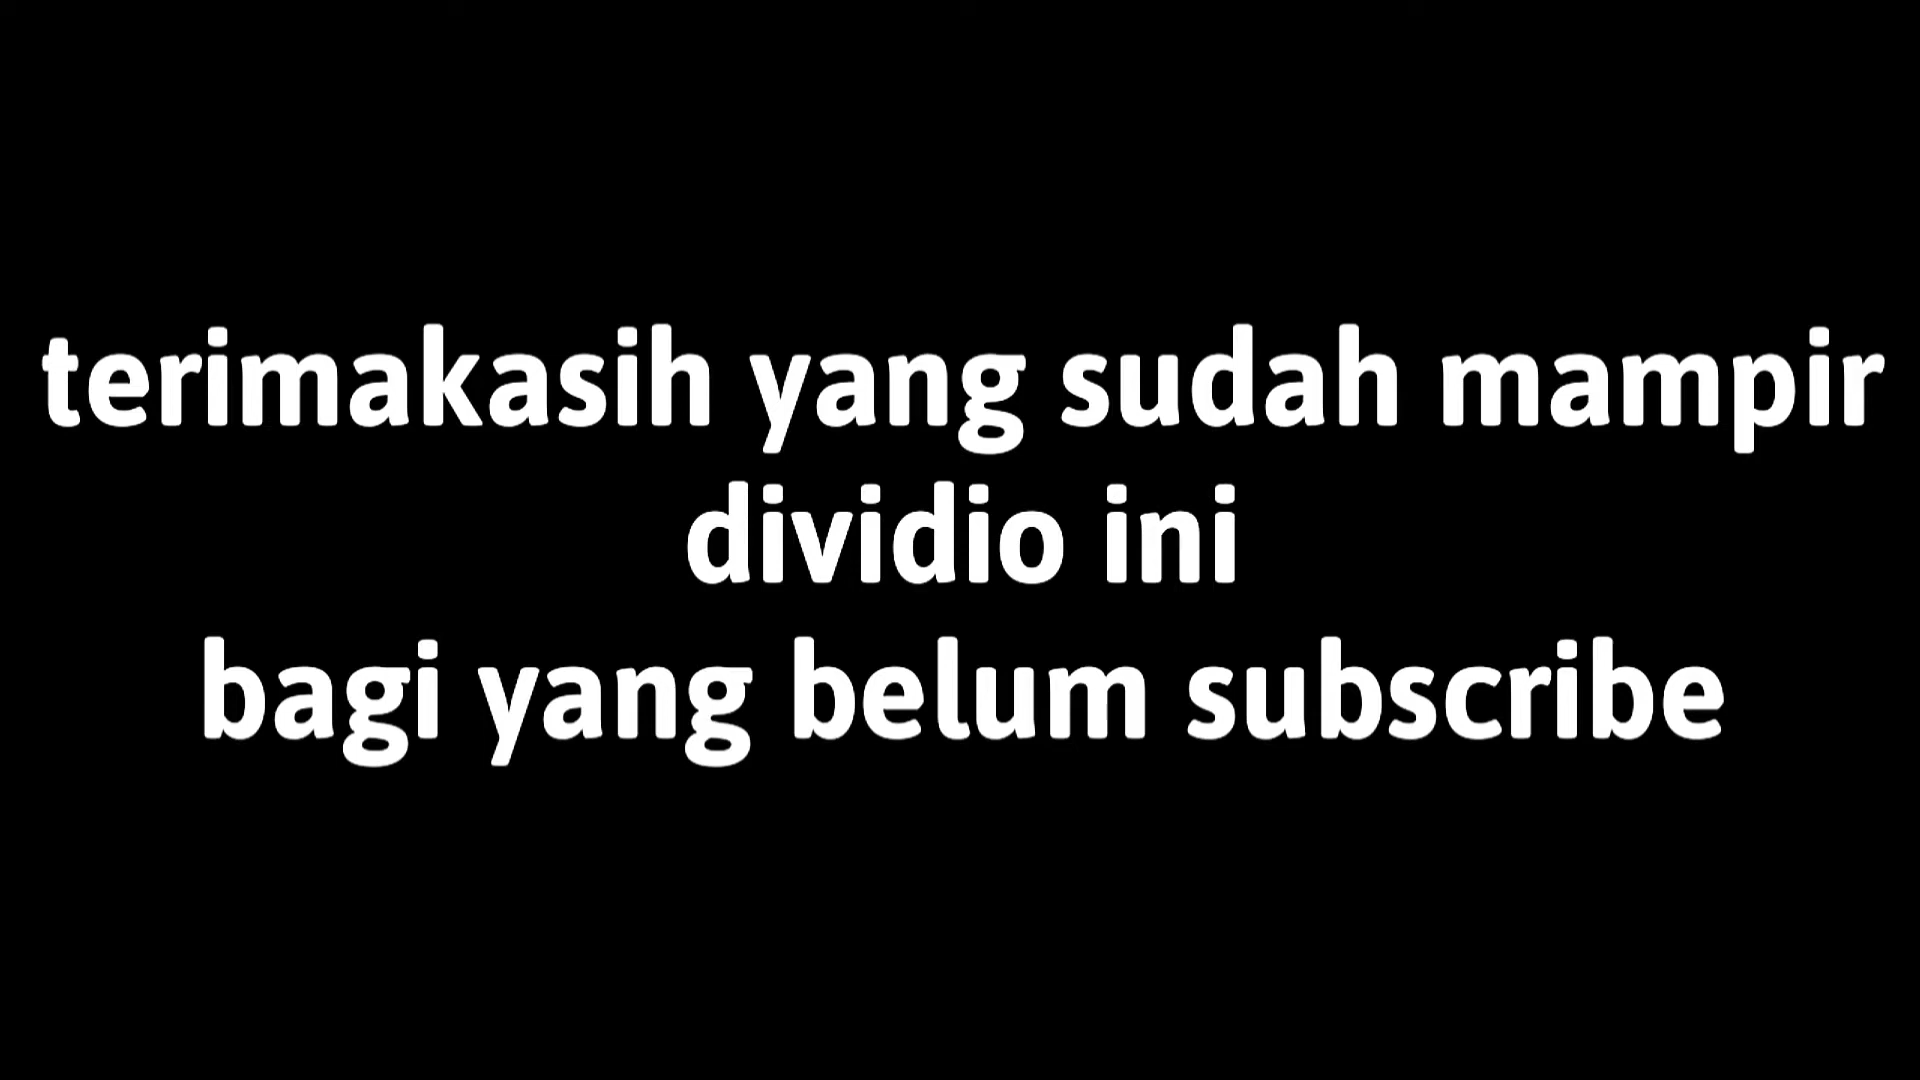 terimakasih yang sudah mampir
dividio ini
bagi yang belum subscribe